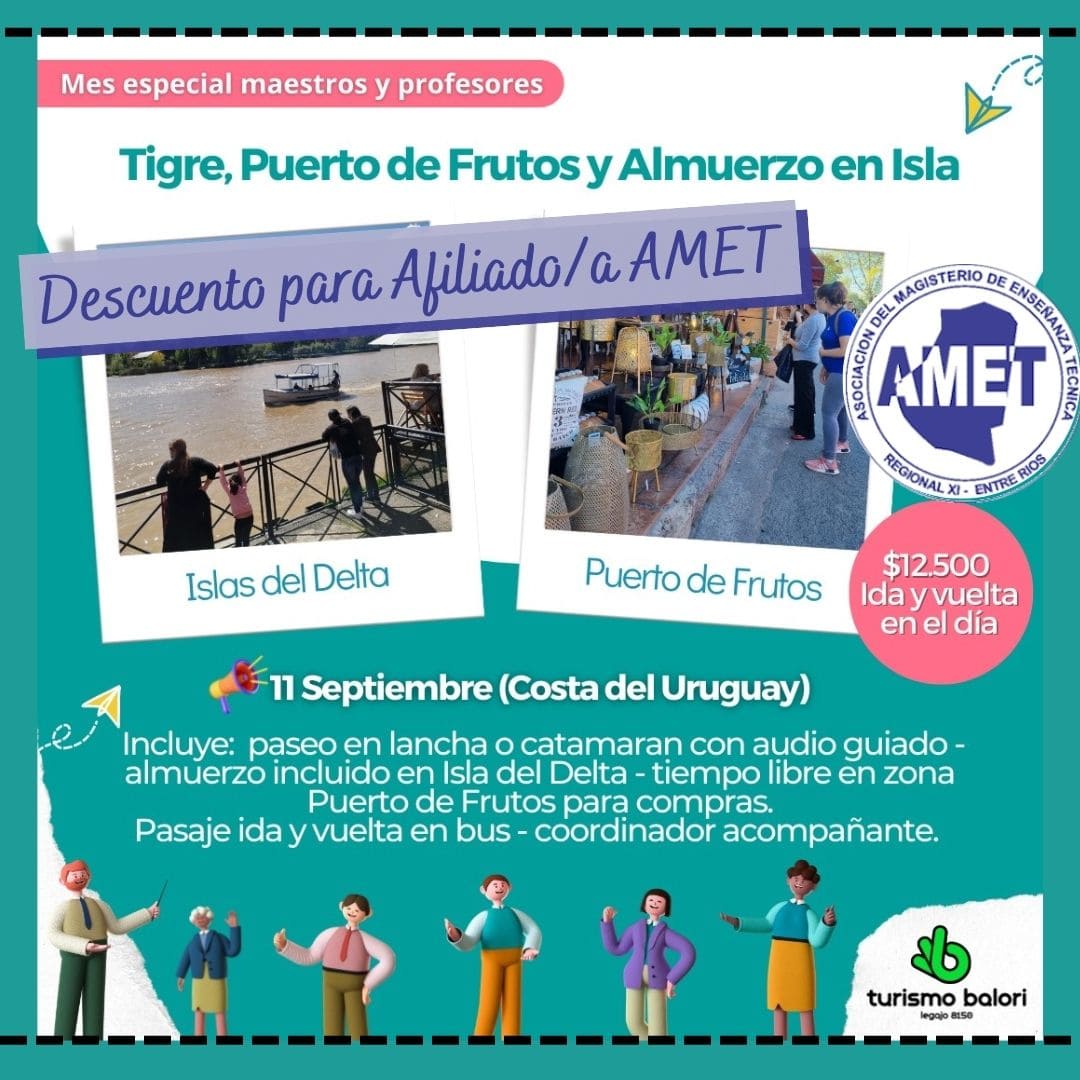 Mes especial maestros y profesores
Tigre, Puerto de Frutos y Almuerzo en Isla
Descuento para Afiliado/a AMET
ASOCIACION DEL MAGISTERIO DE ENSEÑANZA TECNICA
AMET
REGIONAL XI - ENTRE RIOS
Islas del Delta
Puerto de Frutos
$12.500
Ida y vuelta
en el día
11 Septiembre (Costa del Uruguay)
Incluye: paseo en lancha o catamaran con audio guiado -
almuerzo incluido en Isla del Delta - tiempo libre en zona
Puerto de Frutos para compras.
Pasaje ida y vuelta en bus - coordinador acompañante.
turismo balori
legajo 8150